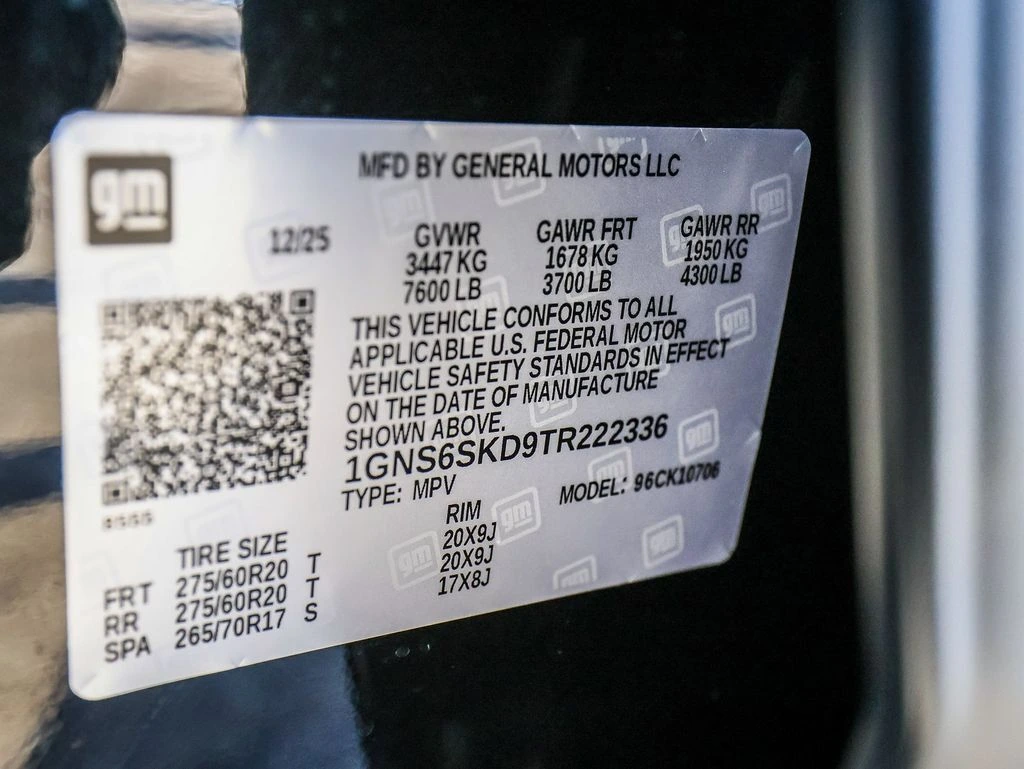 gm
MFD BY GENERAL MOTORS LLC
12/25
GVWR GAWR FRT GAWR RR
3447 KG 1678 KG 1950 KG
7600 LB 3700 LB 4300 LB
THIS VEHICLE CONFORMS TO ALL
APPLICABLE U.S. FEDERAL MOTOR
VEHICLE SAFETY STANDARDS IN EFFECT
ON THE DATE OF MANUFACTURE
SHOWN ABOVE.
1GNS6SKD9TR222336
TYPE: MPV MODEL: 96CK10706
TIRE SIZE RIM
FRT 275/60R20 T 20X9J
RR 275/60R20 T 20X9J
SPA 265/70R17 S 17X8J